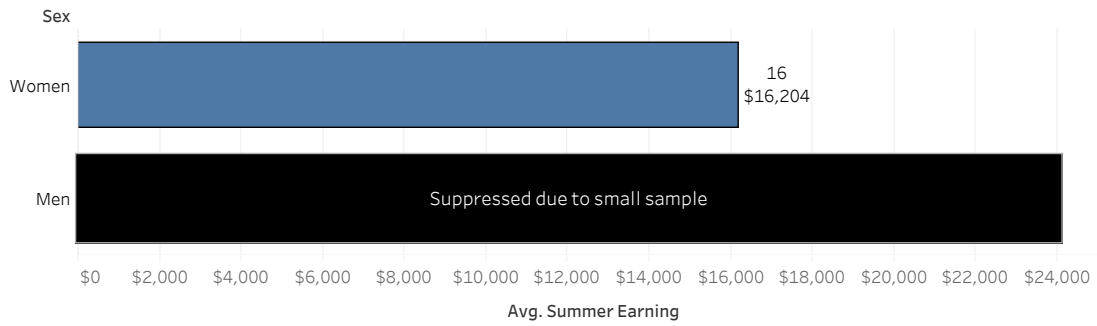 Sex
Women
16
$16,204
Men
Suppressed due to small sample
$0 $2,000 $4,000 $6,000 $8,000 $10,000 $12,000 $14,000 $16,000 $18,000 $20,000 $22,000 $24,000
Avg. Summer Earning